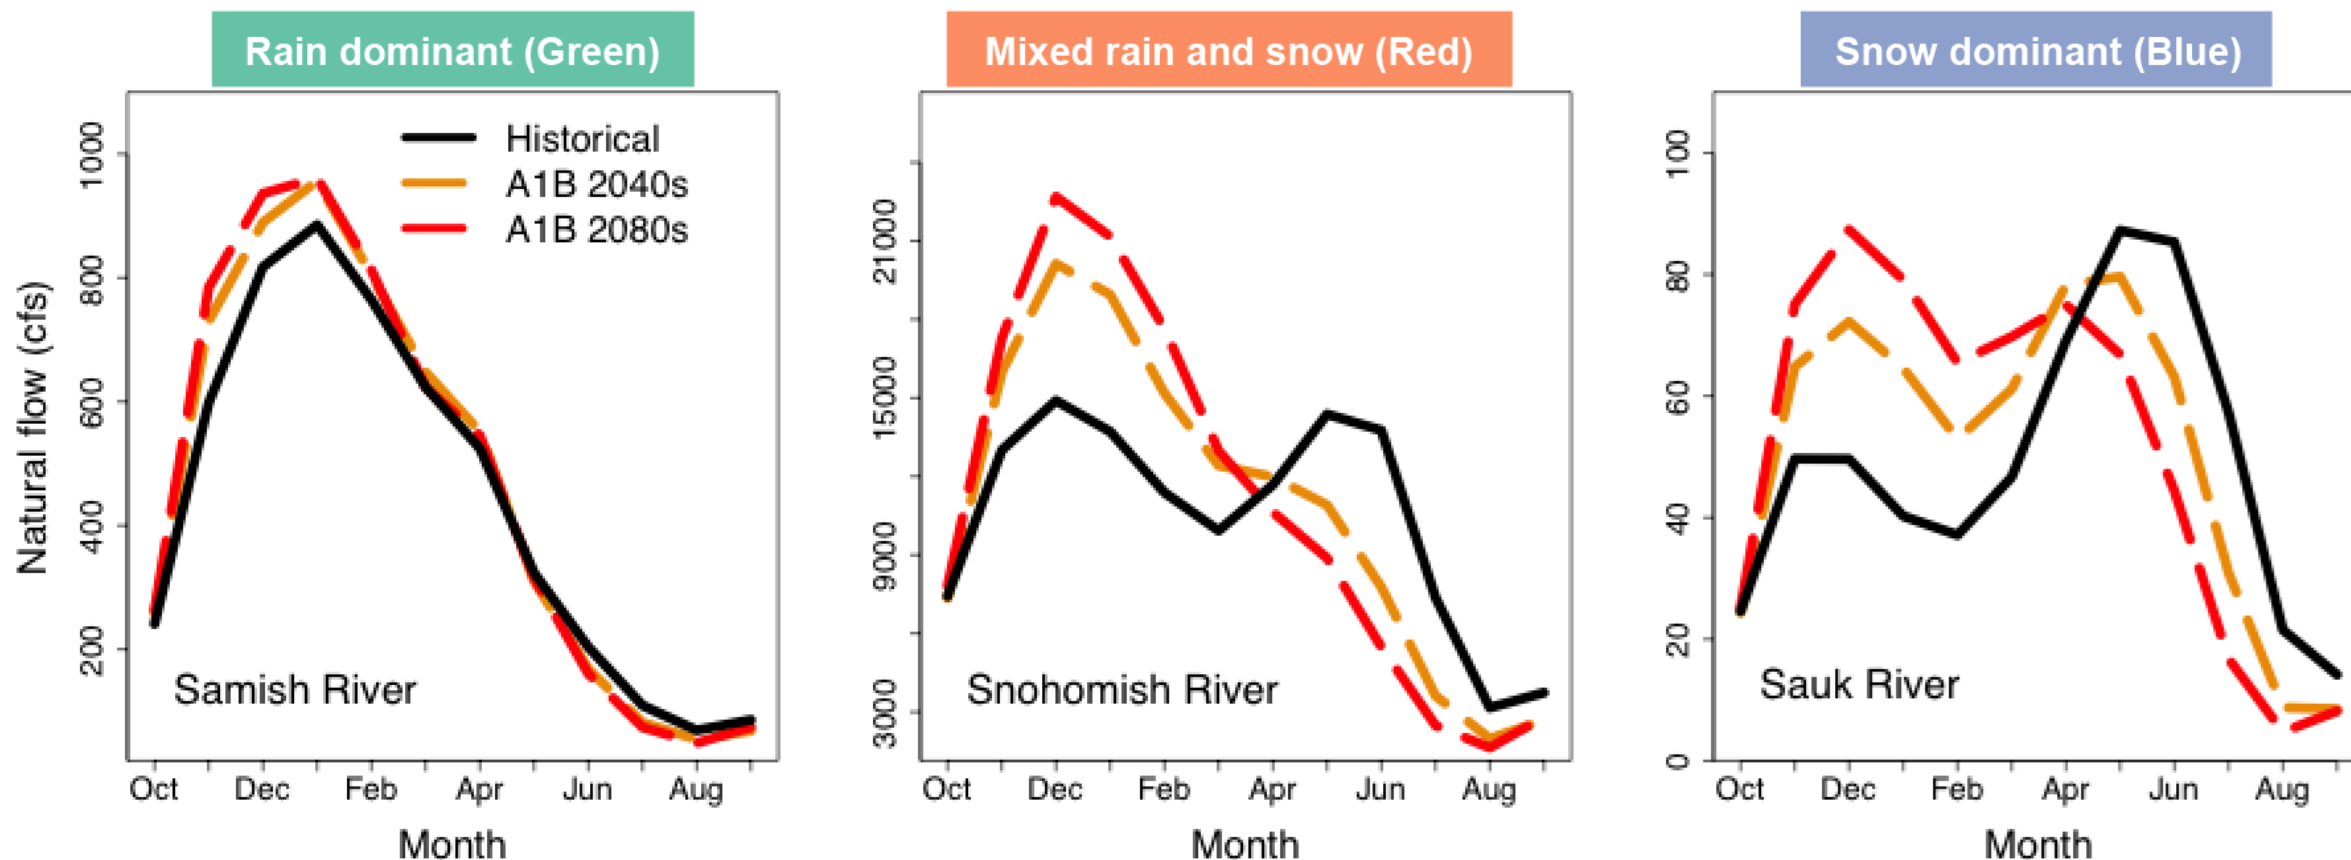 Rain dominant (Green)
Mixed rain and snow (Red)
Snow dominant (Blue)
Natural flow (cfs)
1000
800
600
400
200
Historical
A1B 2040s
A1B 2080s
Samish River
Oct Dec Feb Apr Jun Aug
Month
21000
15000
9000
3000
Snohomish River
Oct Dec Feb Apr Jun Aug
Month
100
80
60
40
20
0
Sauk River
Oct Dec Feb Apr Jun Aug
Month